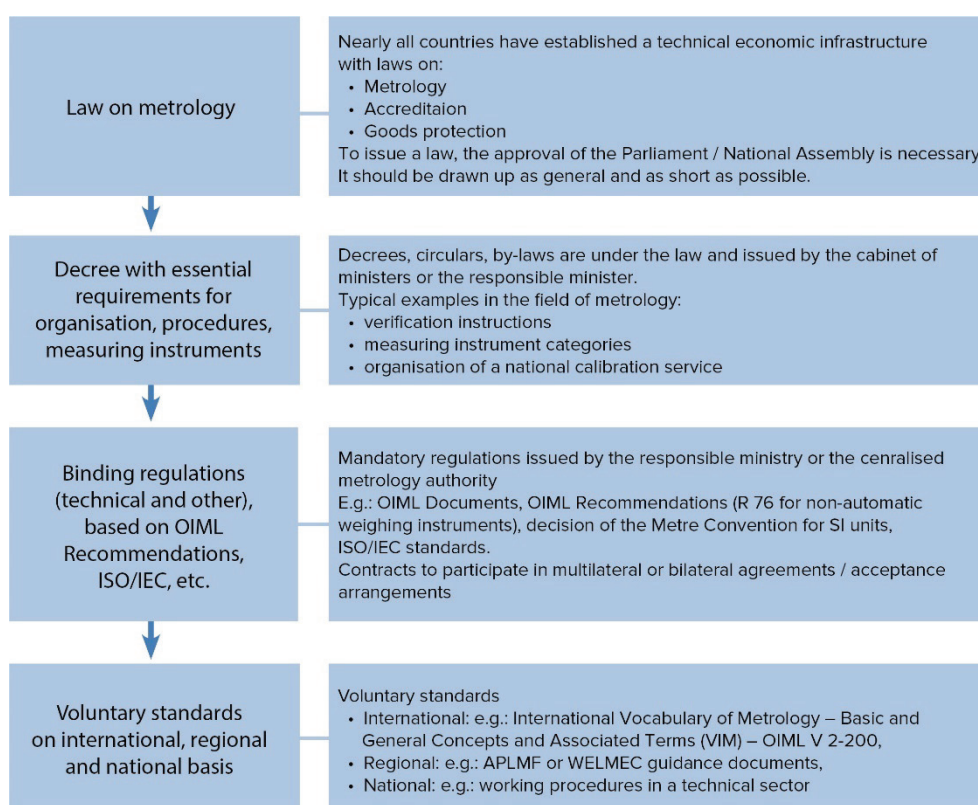 Law on metrology
Nearly all countries have established a technical economic infrastructure
with laws on:
• Metrology
• Accreditaion
• Goods protection
To issue a law, the approval of the Parliament / National Assembly is necessary.
It should be drawn up as general and as short as possible.
Decree with essential
requirements for
organisation, procedures,
measuring instruments
Decrees, circulars, by-laws are under the law and issued by the cabinet of
ministers or the responsible minister.
Typical examples in the field of metrology:
• verification instructions
• measuring instrument categories
• organisation of a national calibration service
Binding regulations
(technical and other),
based on OIML
Recommendations,
ISO/IEC, etc.
Mandatory regulations issued by the responsible ministry or the cenralised
metrology authority
E.g.: OIML Documents, OIML Recommendations (R 76 for non-automatic
weighing instruments), decision of the Metre Convention for SI units,
ISO/IEC standards.
Contracts to participate in multilateral or bilateral agreements / acceptance
arrangements
Voluntary standards
on international, regional
and national basis
Voluntary standards
• International: e.g.: International Vocabulary of Metrology – Basic and
General Concepts and Associated Terms (VIM) – OIML V 2-200,
• Regional: e.g.: APLMF or WELMEC guidance documents,
• National: e.g.: working procedures in a technical sector